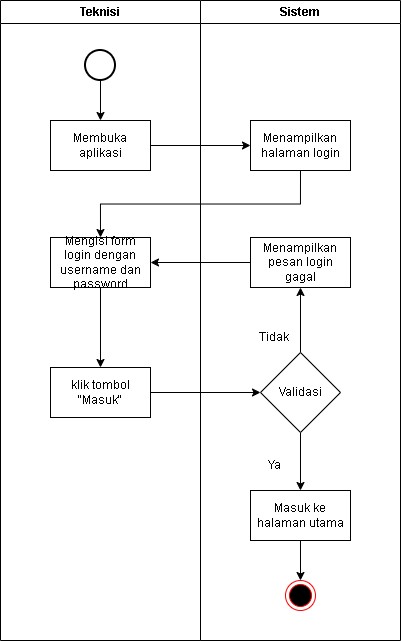 Teknisi
Sistem
Membuka
aplikasi
Menampilkan
halaman login
Mengisi form
login dengan
username dan
password
Menampilkan
pesan login
gagal
Tidak
klik tombol
"Masuk"
Validasi
Ya
Masuk ke
halaman utama